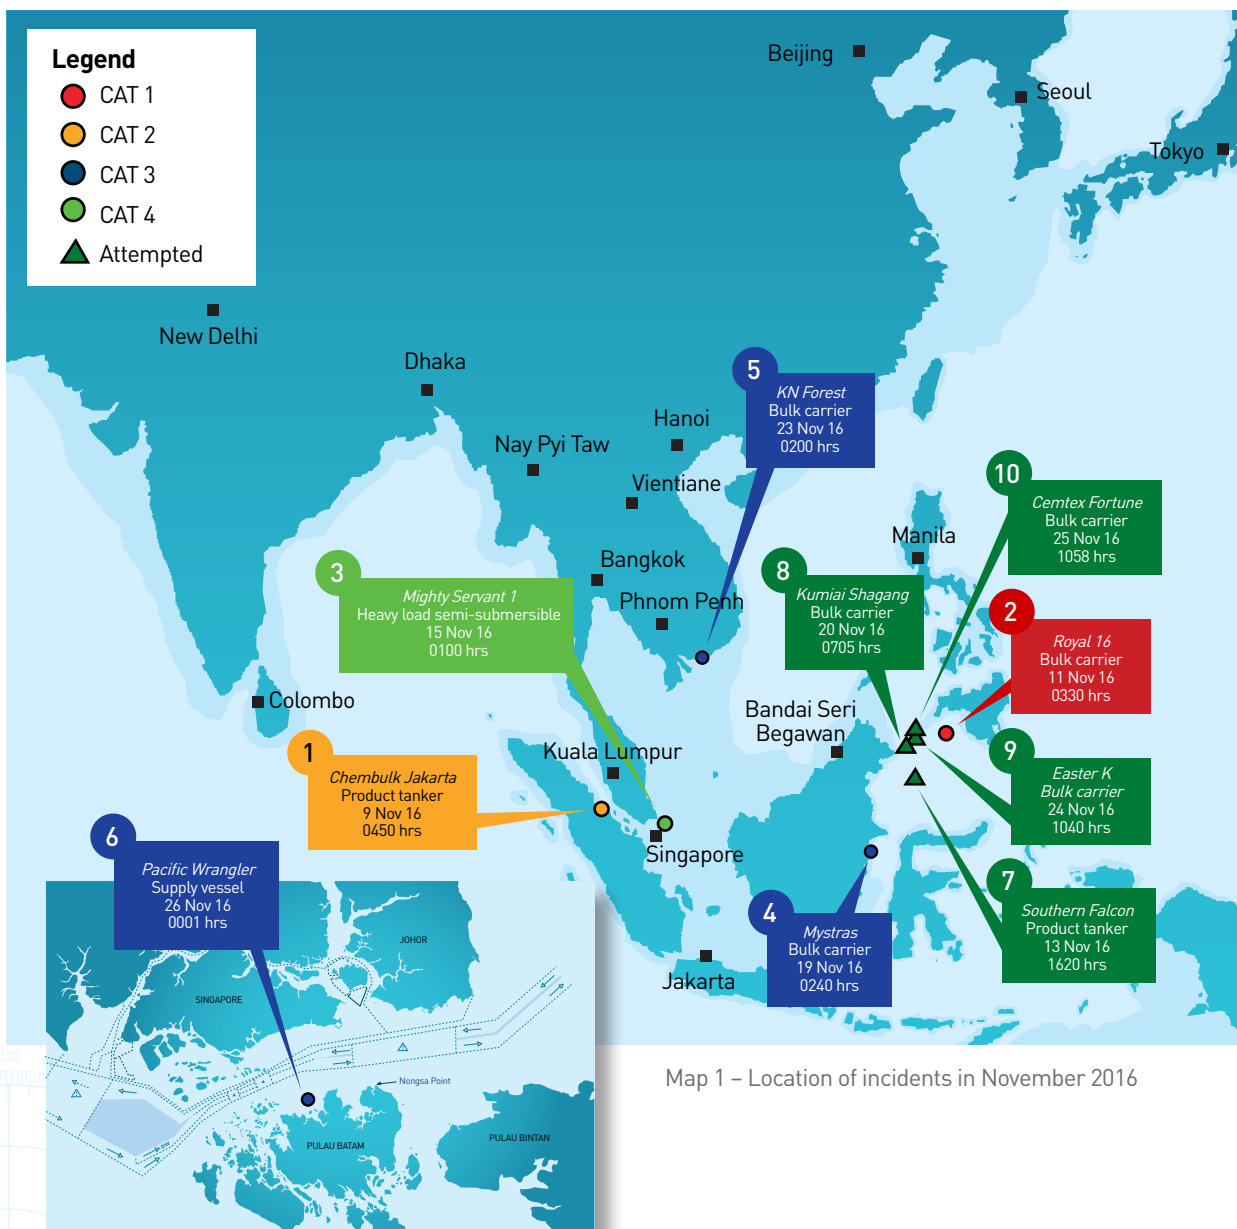 Legend
CAT 1
CAT 2
CAT 3
CAT 4
Attempted
Beijing
Seoul
Tokyo
New Delhi
Dhaka
Hanoi
Nay Pyi Taw
Vientiane
Bangkok
Phnom Penh
Manila
Colombo
Kuala Lumpur
Bandai Seri
Begawan
Singapore
Jakarta
5
KN Forest
Bulk carrier
23 Nov 16
0200 hrs
10
Cemtex Fortune
Bulk carrier
25 Nov 16
1058 hrs
3
Mighty Servant 1
Heavy load semi-submersible
15 Nov 16
0100 hrs
8
Kumiai Shagang
Bulk carrier
20 Nov 16
0705 hrs
2
Royal 16
Bulk carrier
11 Nov 16
0330 hrs
1
Chembulk Jakarta
Product tanker
9 Nov 16
0450 hrs
9
Easter K
Bulk carrier
24 Nov 16
1040 hrs
6
Pacific Wrangler
Supply vessel
26 Nov 16
0001 hrs
4
Mystras
Bulk carrier
19 Nov 16
0240 hrs
7
Southern Falcon
Product tanker
13 Nov 16
1620 hrs
JOHOR
SINGAPORE
Nongsa Point
PULAU BATAM
PULAU BINTAN
Map 1 – Location of incidents in November 2016